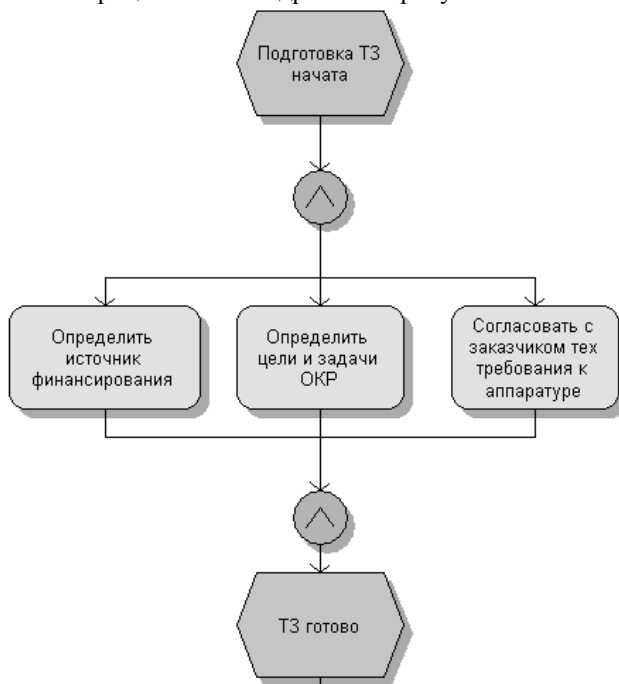 Подготовка ТЗ
начата
Определить
источник
финансирования
Определить
цели и задачи
ОКР
Согласовать с
заказчиком тех
требования к
аппаратуре
ТЗ готово